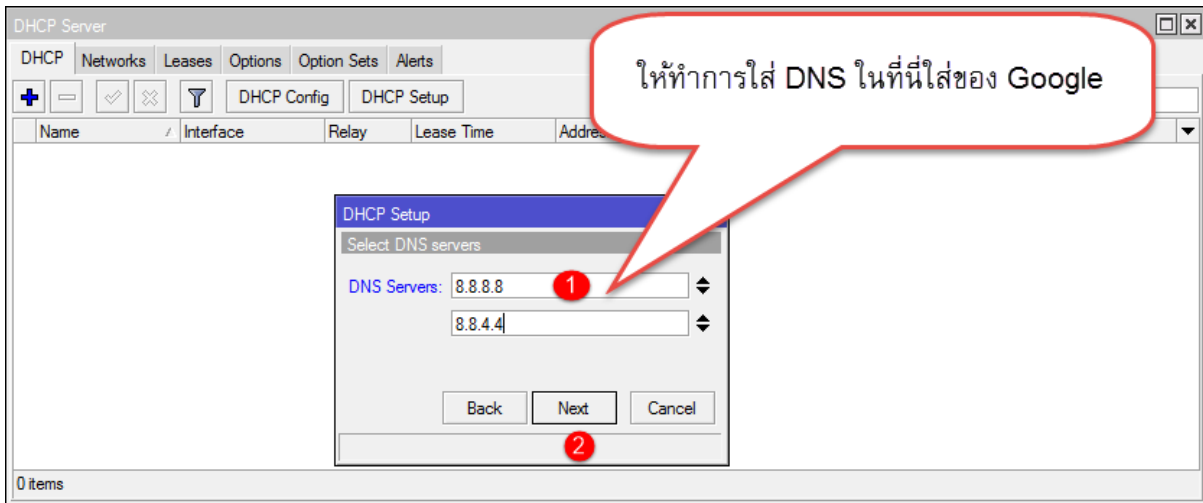 DHCP Server
DHCP Networks Leases Options Option Sets Alerts
DHCP Config DHCP Setup
ให้ทำการใส่ DNS ในที่นี่ใส่ของ Google
Name Interface Relay Lease Time
DHCP Setup
Select DNS servers
DNS Servers: 8.8.8.8 1
8.8.4.4
Back Next Cancel
2
0 items